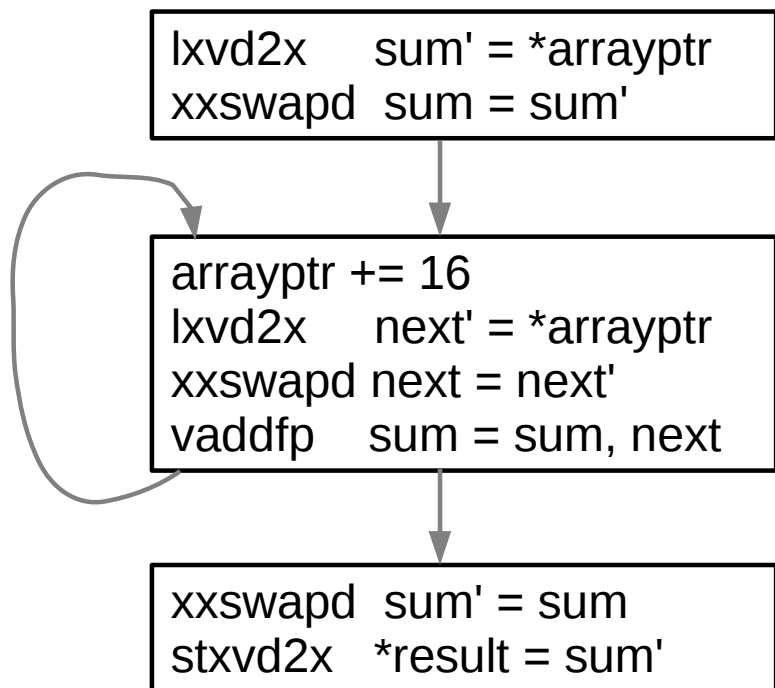 lxvd2x sum' = *arrayptr
xxswapd sum = sum'
arrayptr += 16
lxvd2x next' = *arrayptr
xxswapd next = next'
vaddfp sum = sum, next
xxswapd sum' = sum
stxvd2x *result = sum'